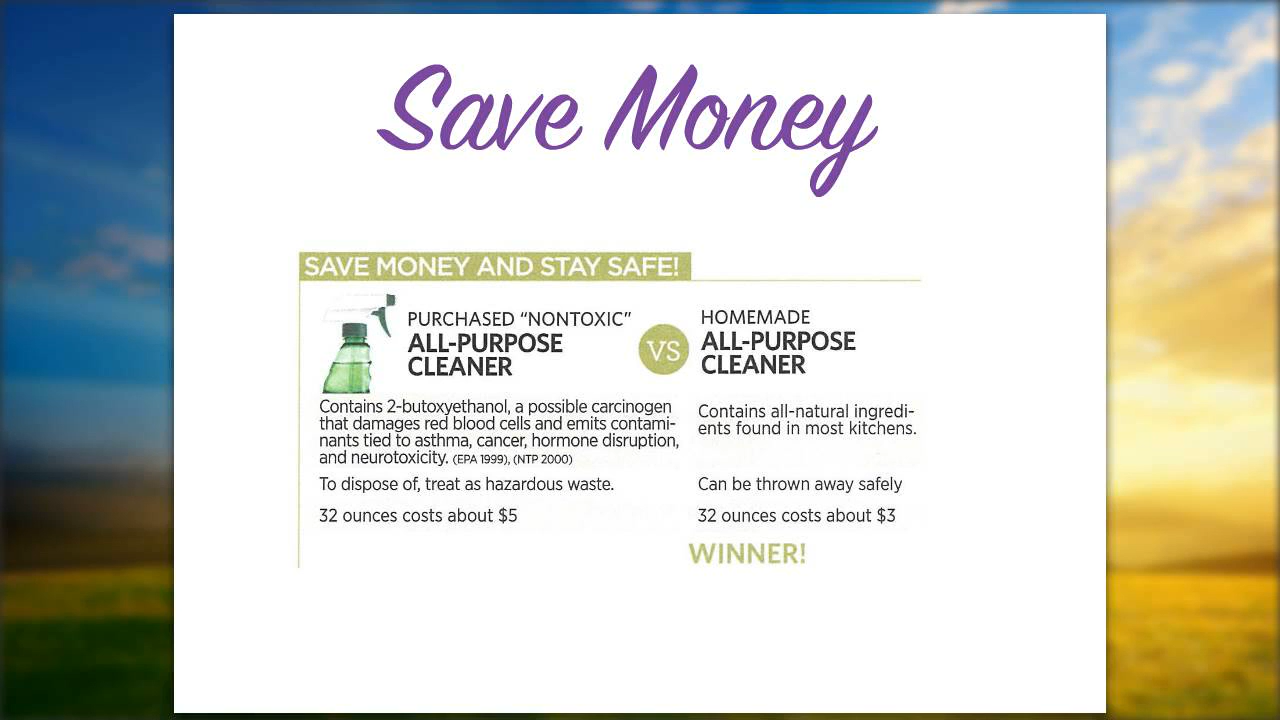 Save Money
SAVE MONEY AND STAY SAFE!
PURCHASED “NONTOXIC”
ALL-PURPOSE
CLEANER
VS
HOMEMADE
ALL-PURPOSE
CLEANER
Contains 2-butoxyethanol, a possible carcinogen
that damages red blood cells and emits contami-
nants tied to asthma, cancer, hormone disruption,
and neurotoxicity. (EPA 1999), (NTP 2000)
Contains all-natural ingredi-
ents found in most kitchens.
To dispose of, treat as hazardous waste.
Can be thrown away safely
32 ounces costs about $5
32 ounces costs about $3
WINNER!